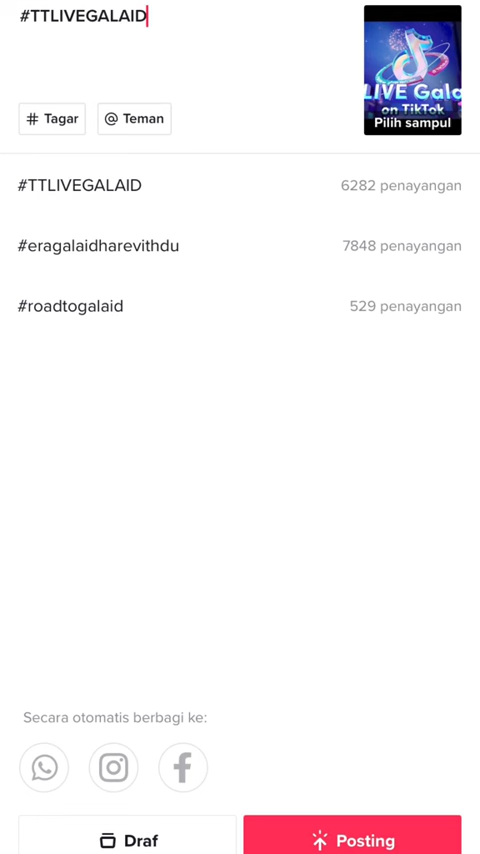 #TTLIVEGALAID
LIVE Gala
on TikTok
Pilih sampul
# Tagar
@ Teman
#TTLIVEGALAID 6282 penayangan
#eragalaidharevithdu 7848 penayangan
#roadtogalaid 529 penayangan
Secara otomatis berbagi ke:
Draf
Posting